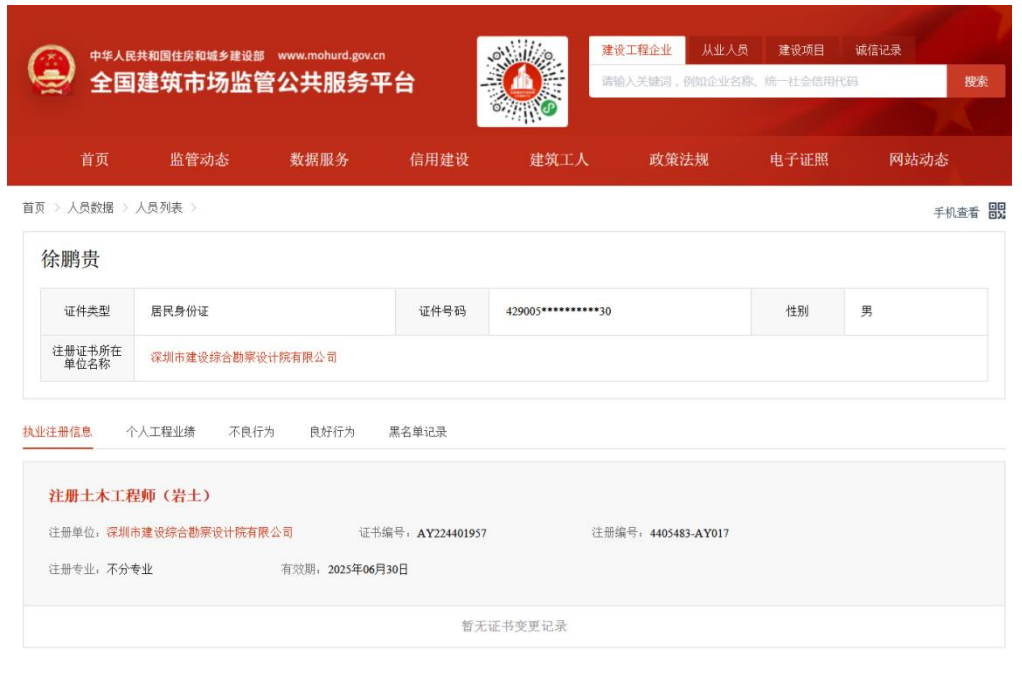 中华人民共和国住房和城乡建设部 www.mohurd.gov.cn
全国建筑市场监管公共服务平台
建设工程企业 从业人员 建设项目 诚信记录
请输入关键词，例如企业名称、统一社会信用代码 搜索
首页 监管动态 数据服务 信用建设 建筑工人 政策法规 电子证照 网站动态
首页 > 人员数据 > 人员列表 >
手机查看
徐鹏贵
证件类型 居民身份证 证件号码 429005**********30 性别 男
注册证书所在
单位名称 深圳市建设综合勘察设计院有限公司
执业注册信息 个人工程业绩 不良行为 良好行为 黑名单记录
注册土木工程师（岩土）
注册单位：深圳市建设综合勘察设计院有限公司 证书编号：AY224401957 注册编号：4405483-AY017
注册专业：不分专业 有效期：2025年06月30日
暂无证书变更记录